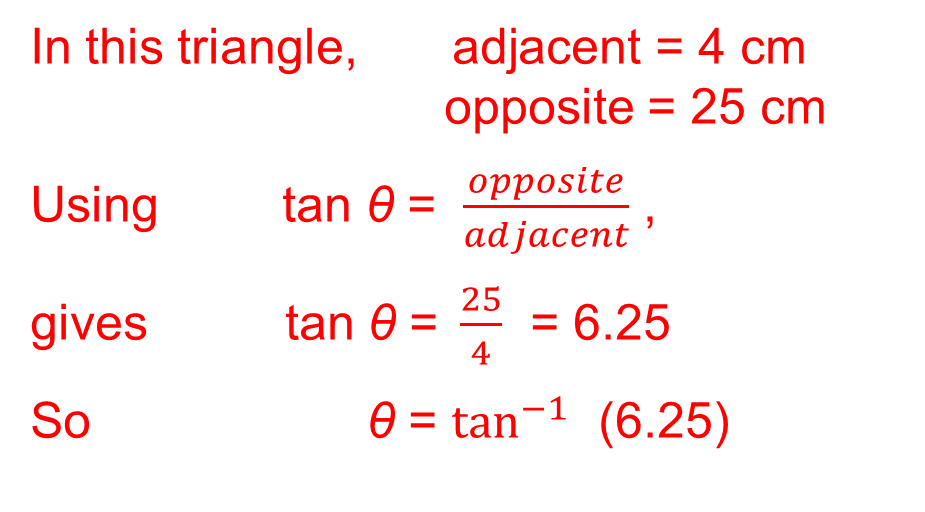 In this triangle, adjacent = 4 cm
opposite = 25 cm
Using tan θ = opposite/adjacent ,
gives tan θ = 25/4 = 6.25
So θ = tan⁻¹ (6.25)